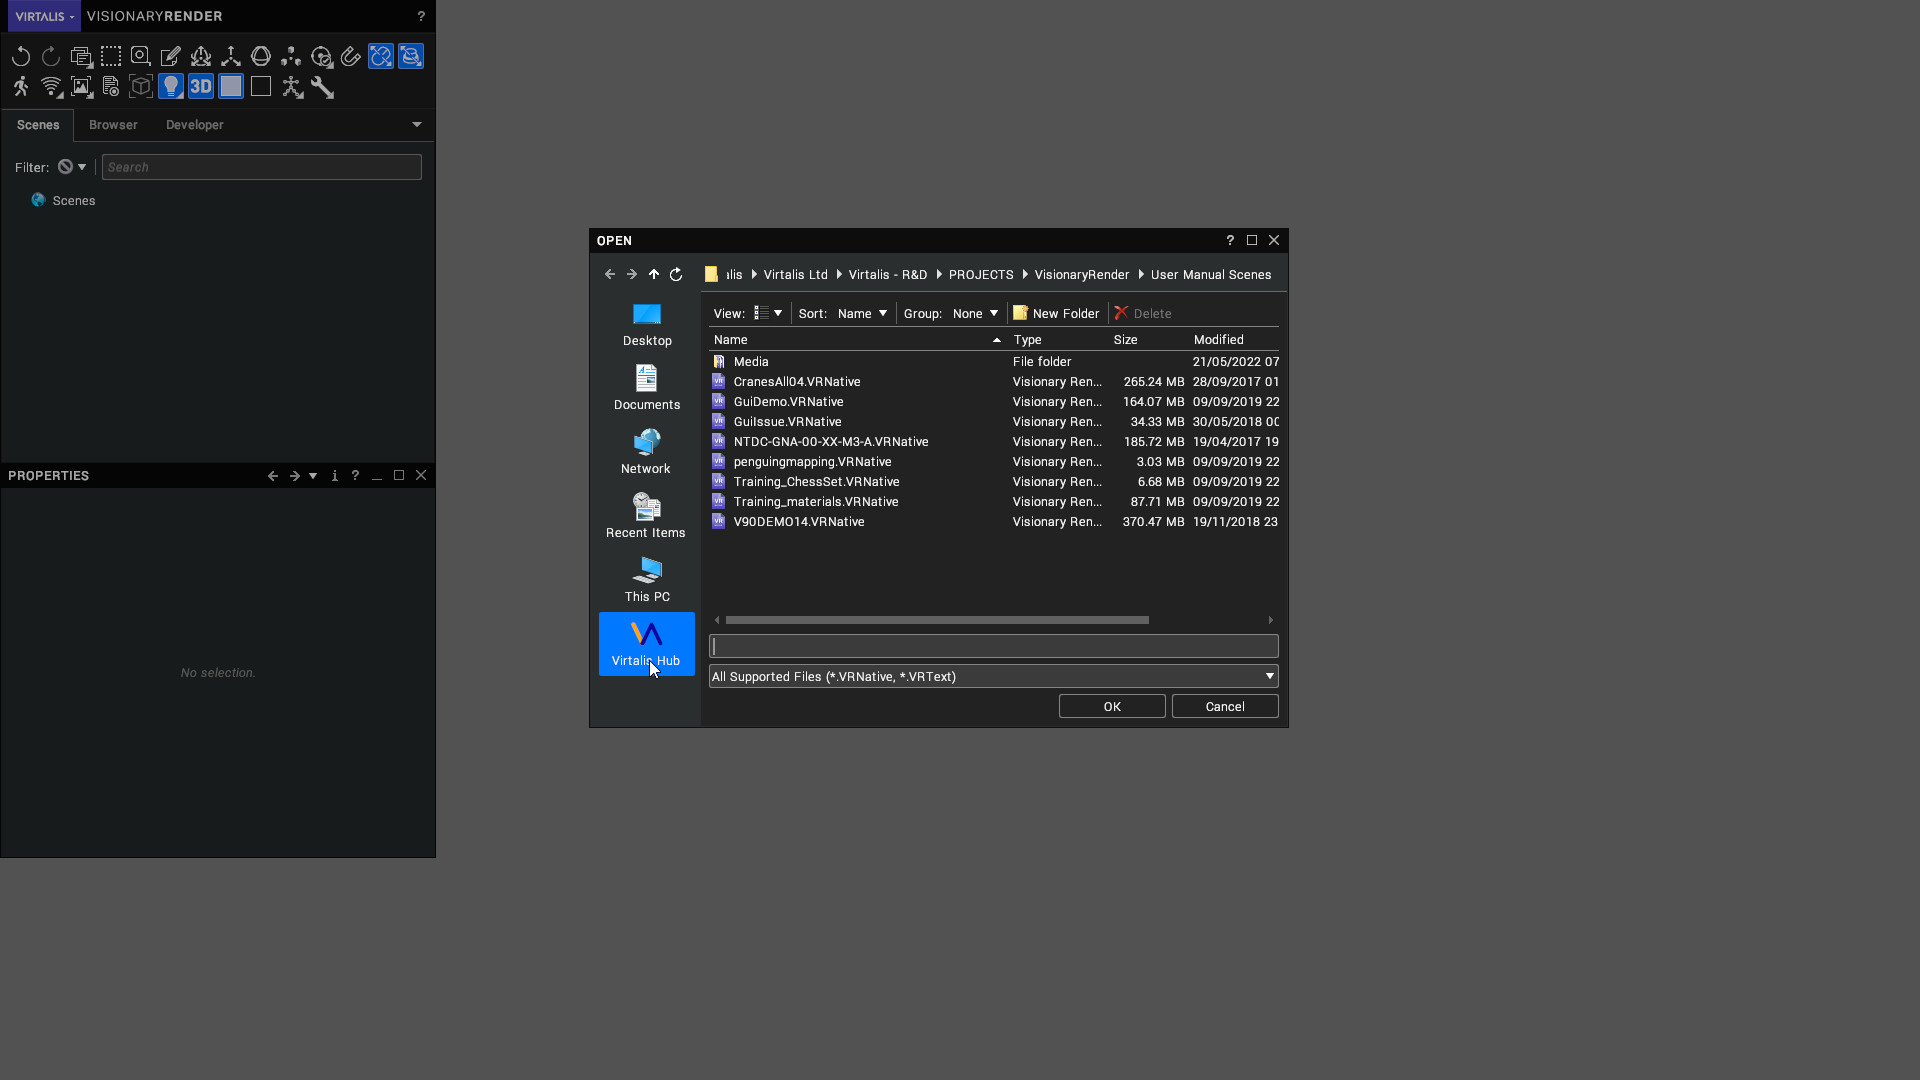 VIRTALIS VISIONARYRENDER ?
3D
Scenes Browser Developer
Filter: Search
Scenes
PROPERTIES i ?
No selection.
OPEN ?
alis Virtalis Ltd Virtalis - R&D PROJECTS VisionaryRender User Manual Scenes
View: Sort: Name Group: None New Folder Delete
Name Type Size Modified
Media File folder 21/05/2022 07
CranesAll04.VRNative Visionary Ren... 265.24 MB 28/09/2017 01
GuiDemo.VRNative Visionary Ren... 164.07 MB 09/09/2019 22
GuiIssue.VRNative Visionary Ren... 34.33 MB 30/05/2018 00
NTDC-GNA-00-XX-M3-A.VRNative Visionary Ren... 185.72 MB 19/04/2017 19
penguingmapping.VRNative Visionary Ren... 3.03 MB 09/09/2019 22
Training_ChessSet.VRNative Visionary Ren... 6.68 MB 09/09/2019 22
Training_materials.VRNative Visionary Ren... 87.71 MB 09/09/2019 22
V90DEMO14.VRNative Visionary Ren... 370.47 MB 19/11/2018 23
Desktop
Documents
Network
Recent Items
This PC
Virtalis Hub
All Supported Files (*.VRNative, *.VRText)
OK Cancel